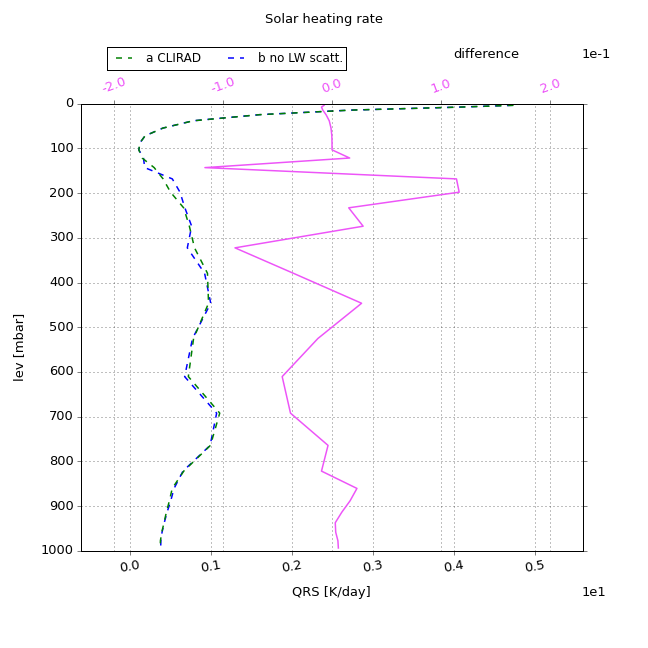 Solar heating rate
a CLIRAD b no LW scatt. difference 1e-1
-2.0 -1.0 0.0 1.0 2.0
0
100
200
300
400
500
600
700
800
900
1000
lev [mbar]
0.0 0.1 0.2 0.3 0.4 0.5
QRS [K/day] 1e1